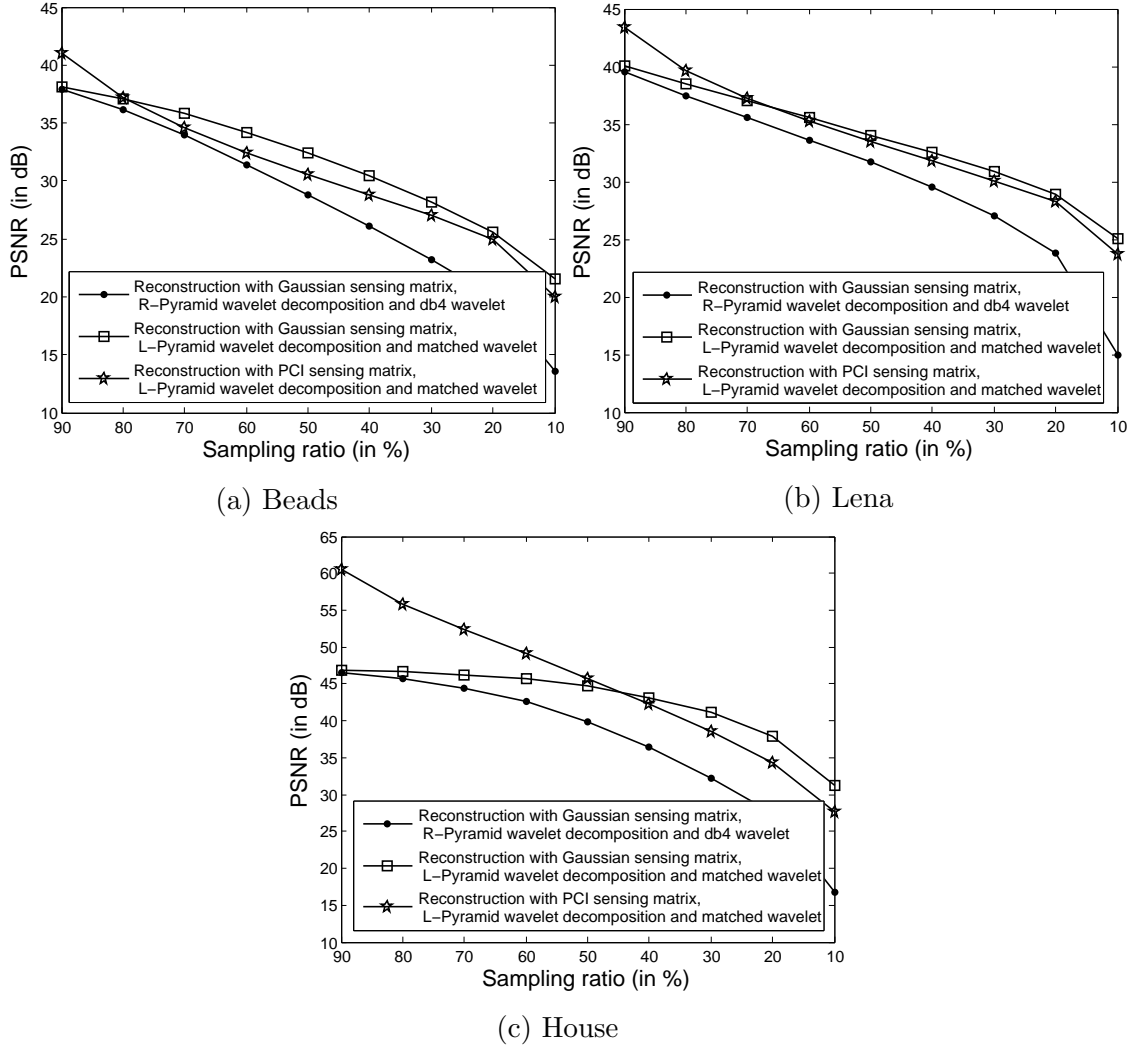 45
40
35
30
25
20
15
10
PSNR (in dB)
Reconstruction with Gaussian sensing matrix,
R−Pyramid wavelet decomposition and db4 wavelet
Reconstruction with Gaussian sensing matrix,
L−Pyramid wavelet decomposition and matched wavelet
Reconstruction with PCI sensing matrix,
L−Pyramid wavelet decomposition and matched wavelet
90 80 70 60 50 40 30 20 10
Sampling ratio (in %)
(a) Beads
45
40
35
30
25
20
15
10
PSNR (in dB)
Reconstruction with Gaussian sensing matrix,
R−Pyramid wavelet decomposition and db4 wavelet
Reconstruction with Gaussian sensing matrix,
L−Pyramid wavelet decomposition and matched wavelet
Reconstruction with PCI sensing matrix,
L−Pyramid wavelet decomposition and matched wavelet
90 80 70 60 50 40 30 20 10
Sampling ratio (in %)
(b) Lena
65
60
55
50
45
40
35
30
25
20
15
10
PSNR (in dB)
Reconstruction with Gaussian sensing matrix,
R−Pyramid wavelet decomposition and db4 wavelet
Reconstruction with Gaussian sensing matrix,
L−Pyramid wavelet decomposition and matched wavelet
Reconstruction with PCI sensing matrix,
L−Pyramid wavelet decomposition and matched wavelet
90 80 70 60 50 40 30 20 10
Sampling ratio (in %)
(c) House